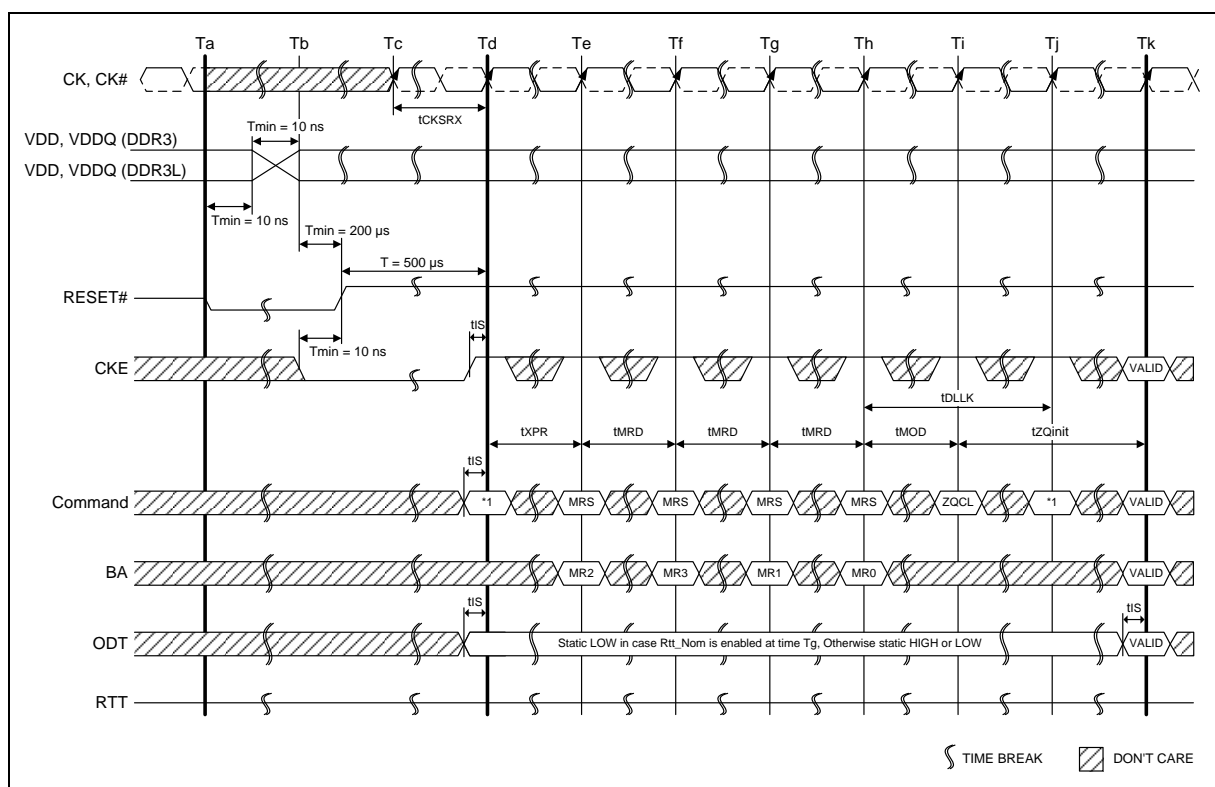 Ta Tb Tc Td Te Tf Tg Th Ti Tj Tk
CK, CK#
tCKSRX
Tmin = 10 ns
VDD, VDDQ (DDR3)
VDD, VDDQ (DDR3L)
Tmin = 10 ns
Tmin = 200 µs
T = 500 µs
RESET#
tIS
Tmin = 10 ns
CKE
VALID
tDLLK
tXPR tMRD tMRD tMRD tMOD tZQinit
tIS
Command *1 MRS MRS MRS MRS ZQCL *1 VALID
BA MR2 MR3 MR1 MR0 VALID
tIS tIS
ODT Static LOW in case Rtt_Nom is enabled at time Tg, Otherwise static HIGH or LOW VALID
RTT
TIME BREAK DON'T CARE